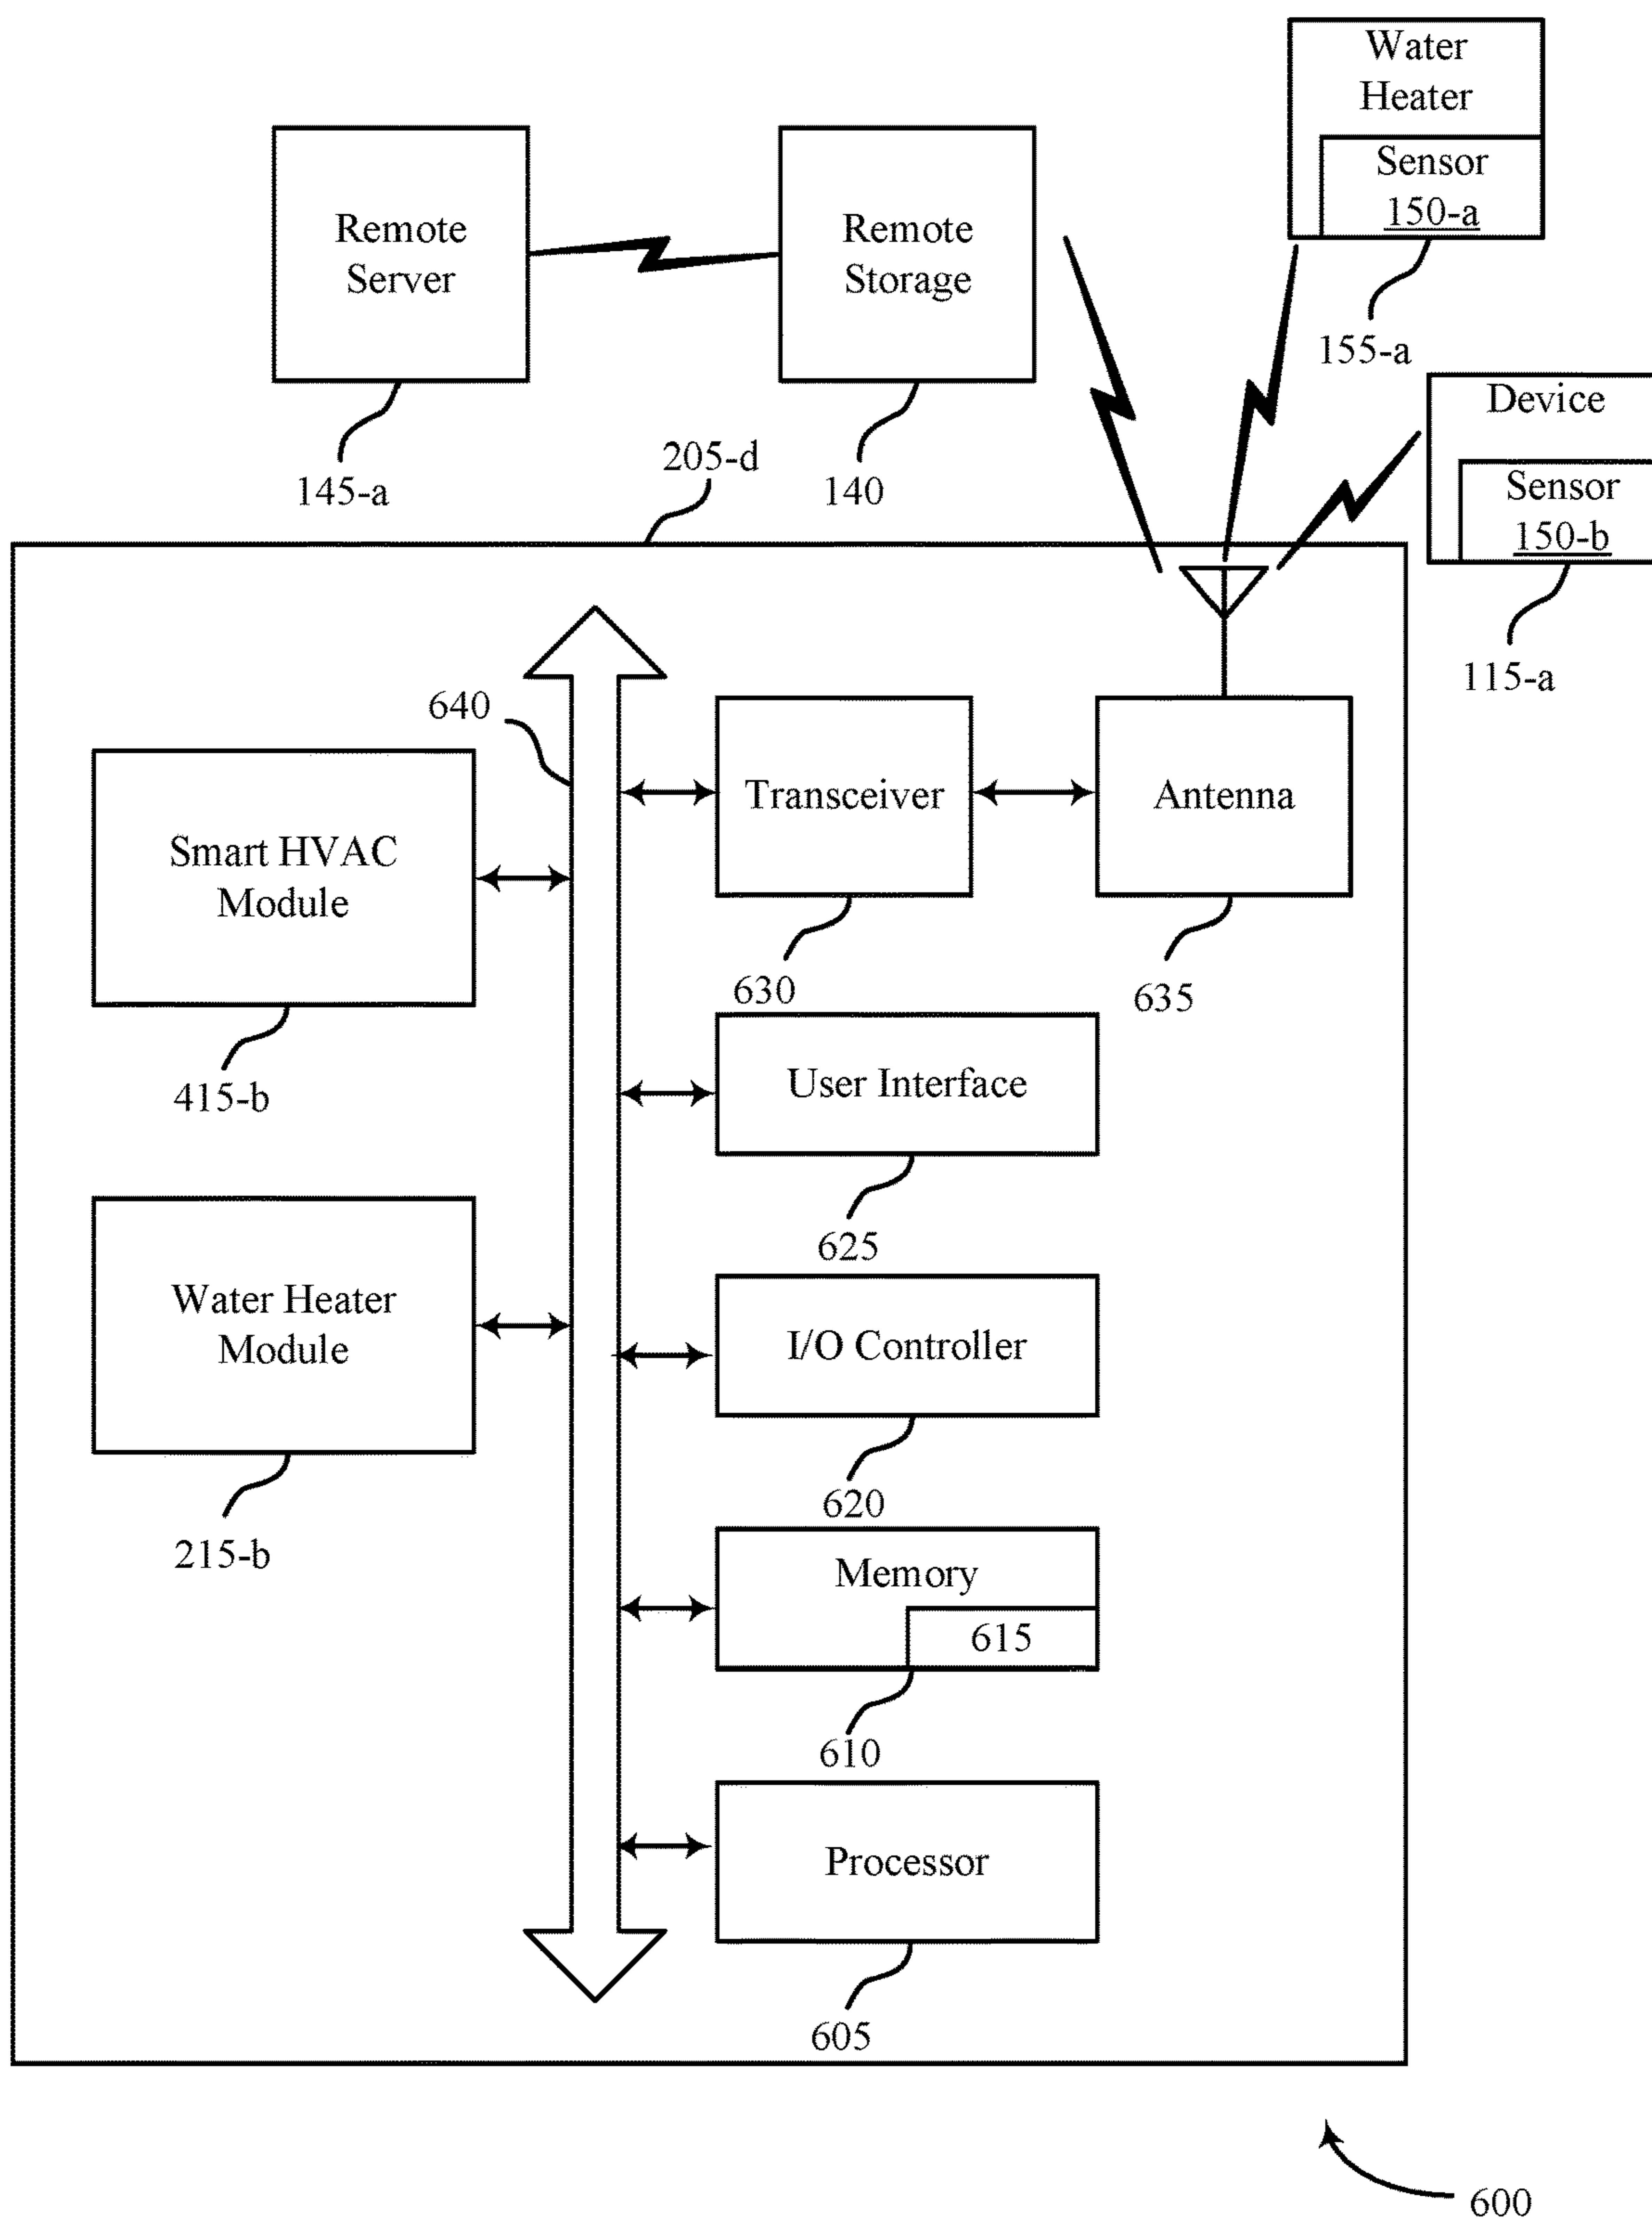 Water
Heater
Sensor
150-a
155-a
Remote
Server
145-a
Remote
Storage
140
Device
Sensor
150-b
115-a
205-d
640
Smart HVAC
Module
415-b
Water Heater
Module
215-b
Transceiver
630
Antenna
635
User Interface
625
I/O Controller
620
Memory
615
610
Processor
605
600